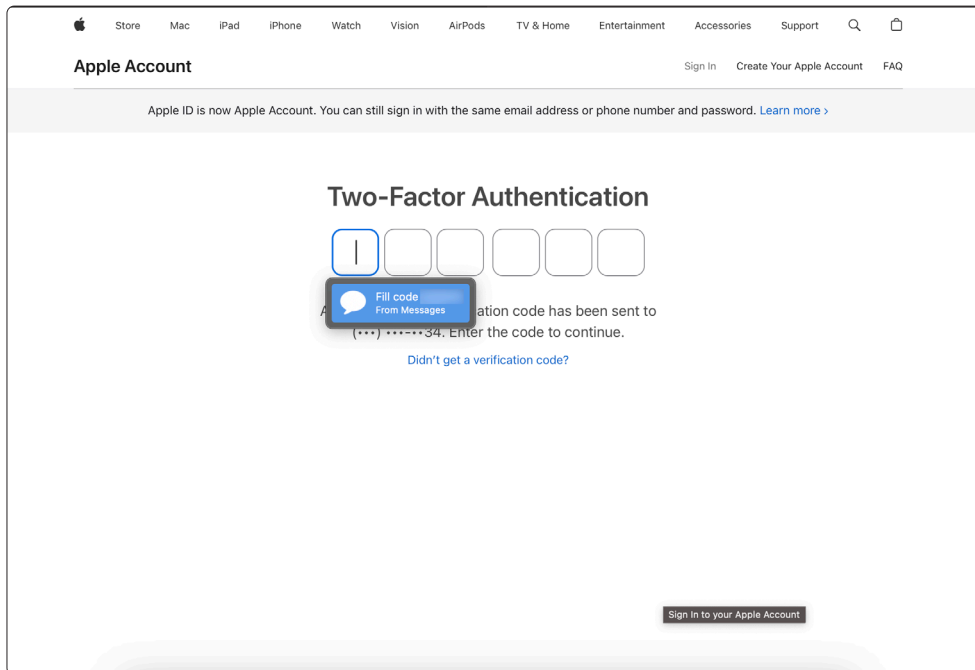 Store Mac iPad iPhone Watch Vision AirPods TV & Home Entertainment Accessories Support
Apple Account
Sign In Create Your Apple Account FAQ
Apple ID is now Apple Account. You can still sign in with the same email address or phone number and password. Learn more >
Two-Factor Authentication
Fill code
From Messages
A ation code has been sent to
(•••) •••-••34. Enter the code to continue.
Didn't get a verification code?
Sign In to your Apple Account